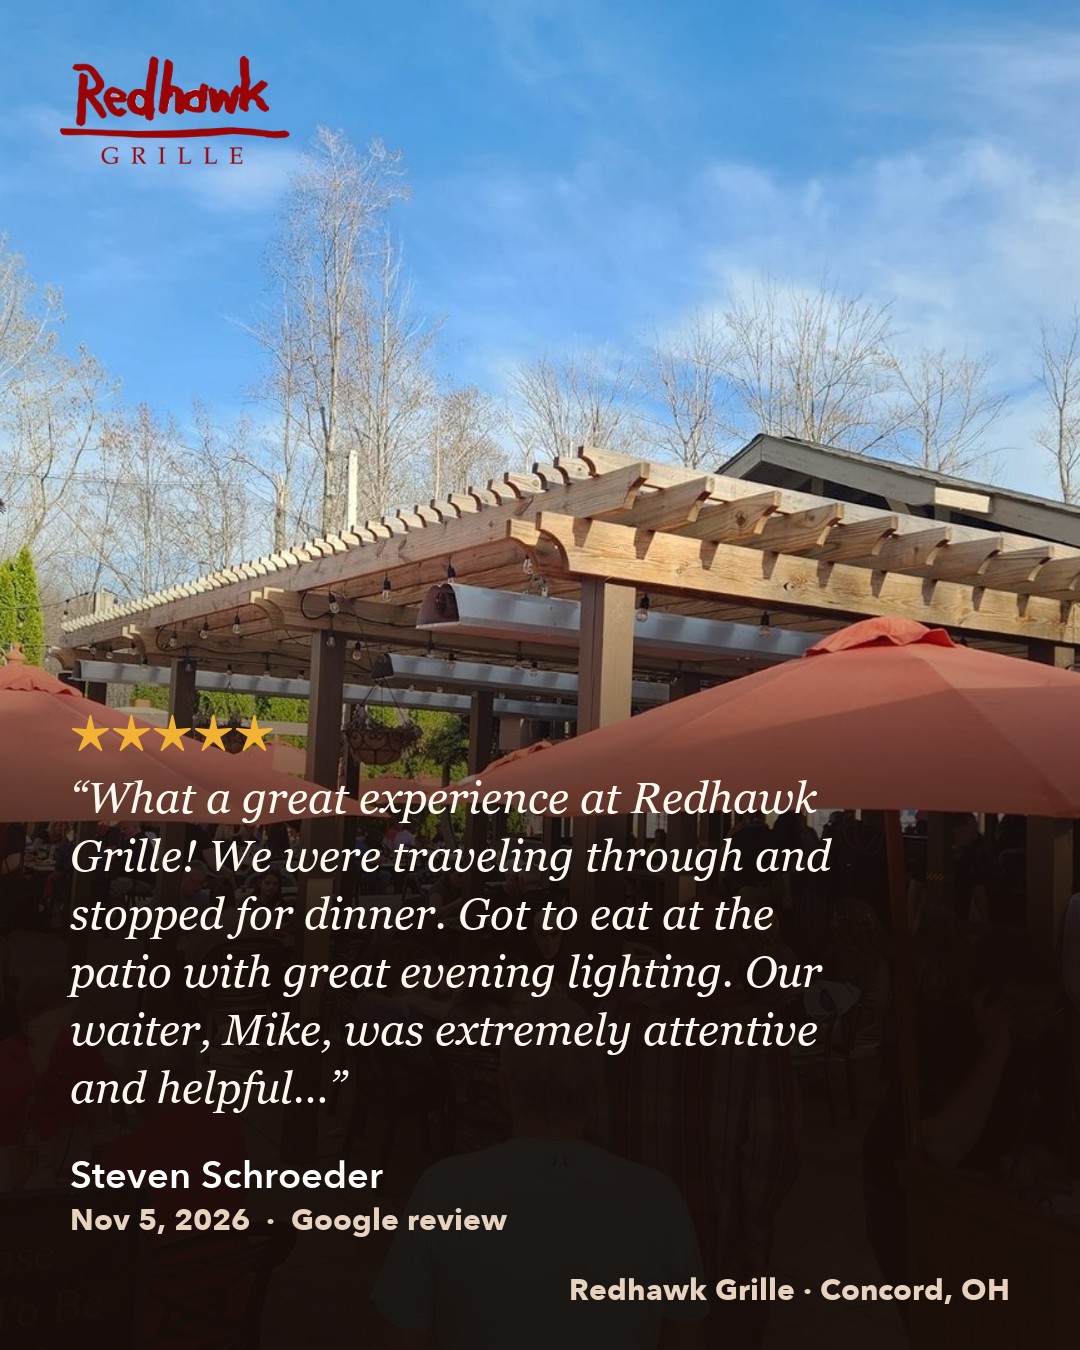 Redhawk
GRILLE
★★★★★
“What a great experience at Redhawk
Grille! We were traveling through and
stopped for dinner. Got to eat at the
patio with great evening lighting. Our
waiter, Mike, was extremely attentive
and helpful...”
Steven Schroeder
Nov 5, 2026 · Google review
Redhawk Grille · Concord, OH
To Be